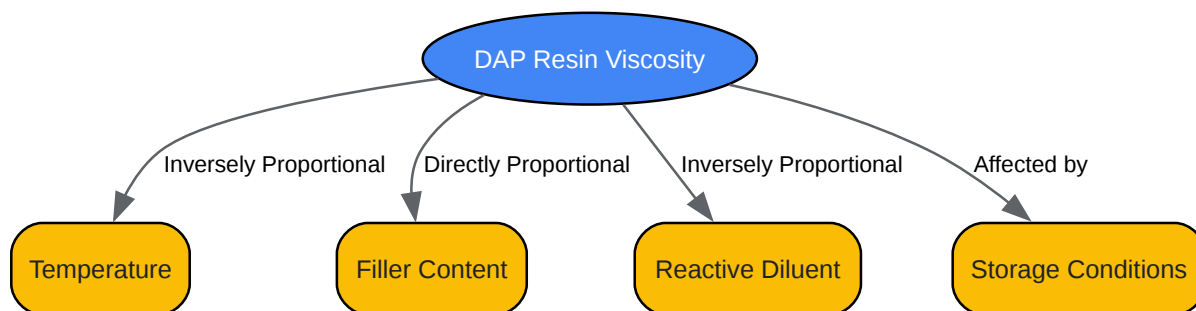 DAP Resin Viscosity
Inversely Proportional
Directly Proportional
Inversely Proportional
Affected by
Temperature
Filler Content
Reactive Diluent
Storage Conditions